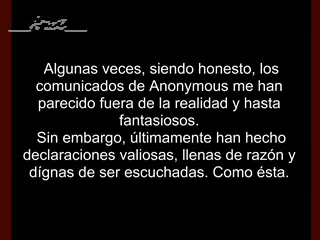 Algunas veces, siendo honesto, los
comunicados de Anonymous me han
parecido fuera de la realidad y hasta
fantasiosos.
Sin embargo, últimamente han hecho
declaraciones valiosas, llenas de razón y
dígnas de ser escuchadas. Como ésta.